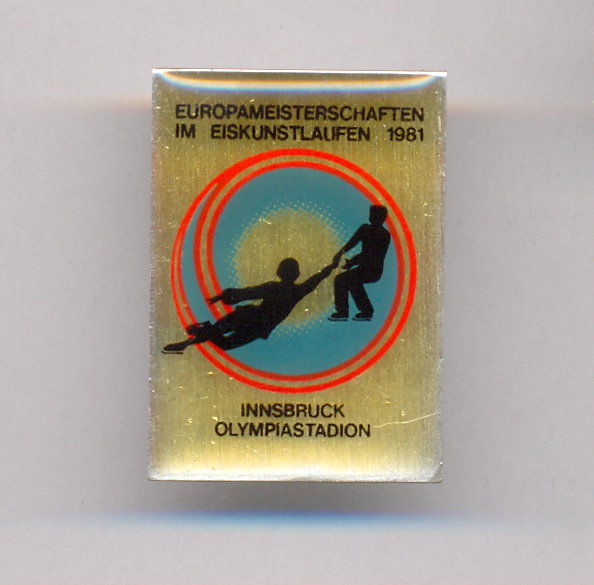 EUROPAMEISTERSCHAFTEN
IM EISKUNSTLAUFEN 1981
INNSBRUCK
OLYMPIASTADION